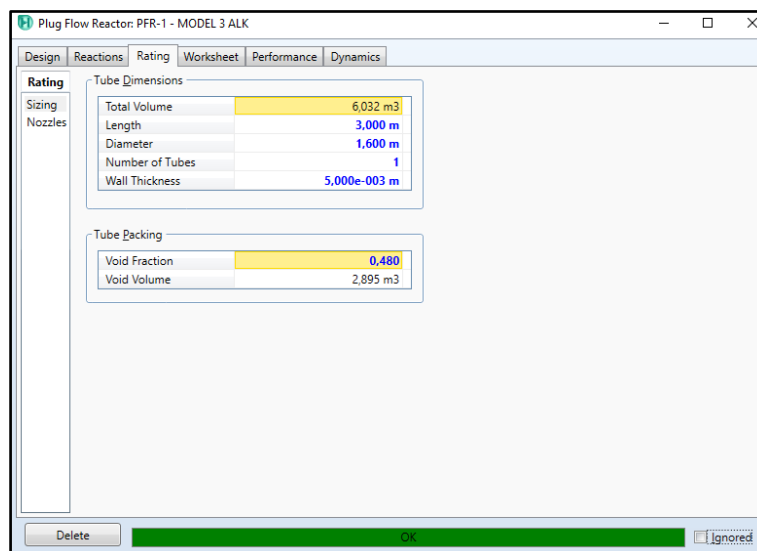 Plug Flow Reactor: PFR-1 - MODEL 3 ALK
Design Reactions Rating Worksheet Performance Dynamics
Rating
Sizing
Nozzles
Tube Dimensions
Total Volume 6,032 m3
Length 3,000 m
Diameter 1,600 m
Number of Tubes 1
Wall Thickness 5,000e-003 m
Tube Packing
Void Fraction 0,480
Void Volume 2,895 m3
Delete OK Ignored